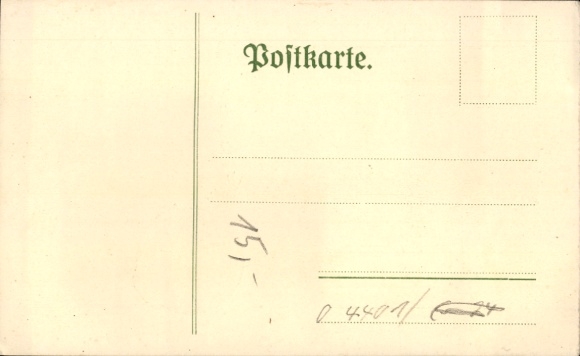 Postkarte.
15,-
0 4401/